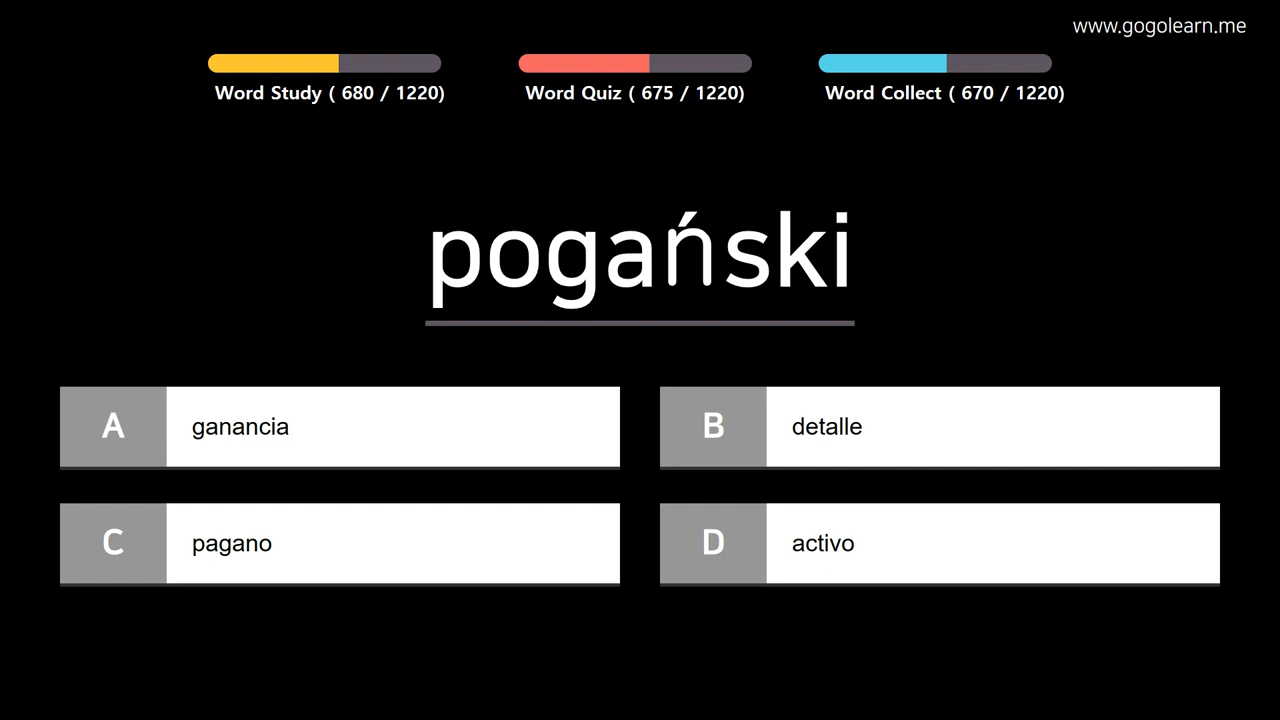 www.gogolearn.me
Word Study ( 680 / 1220)
Word Quiz ( 675 / 1220)
Word Collect ( 670 / 1220)
pogański
A ganancia
B detalle
C pagano
D activo